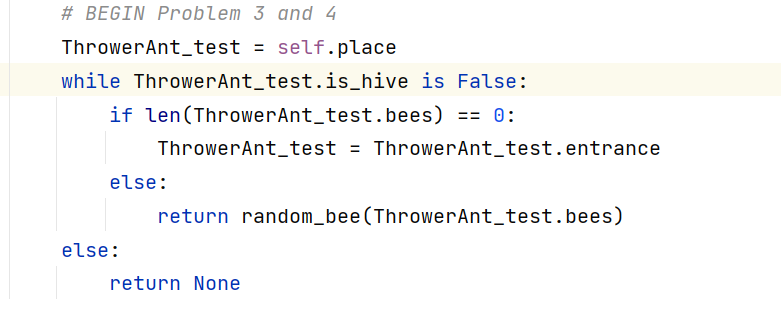 # BEGIN Problem 3 and 4
ThrowerAnt_test = self.place
while ThrowerAnt_test.is_hive is False:
    if len(ThrowerAnt_test.bees) == 0:
        ThrowerAnt_test = ThrowerAnt_test.entrance
    else:
        return random_bee(ThrowerAnt_test.bees)
else:
    return None